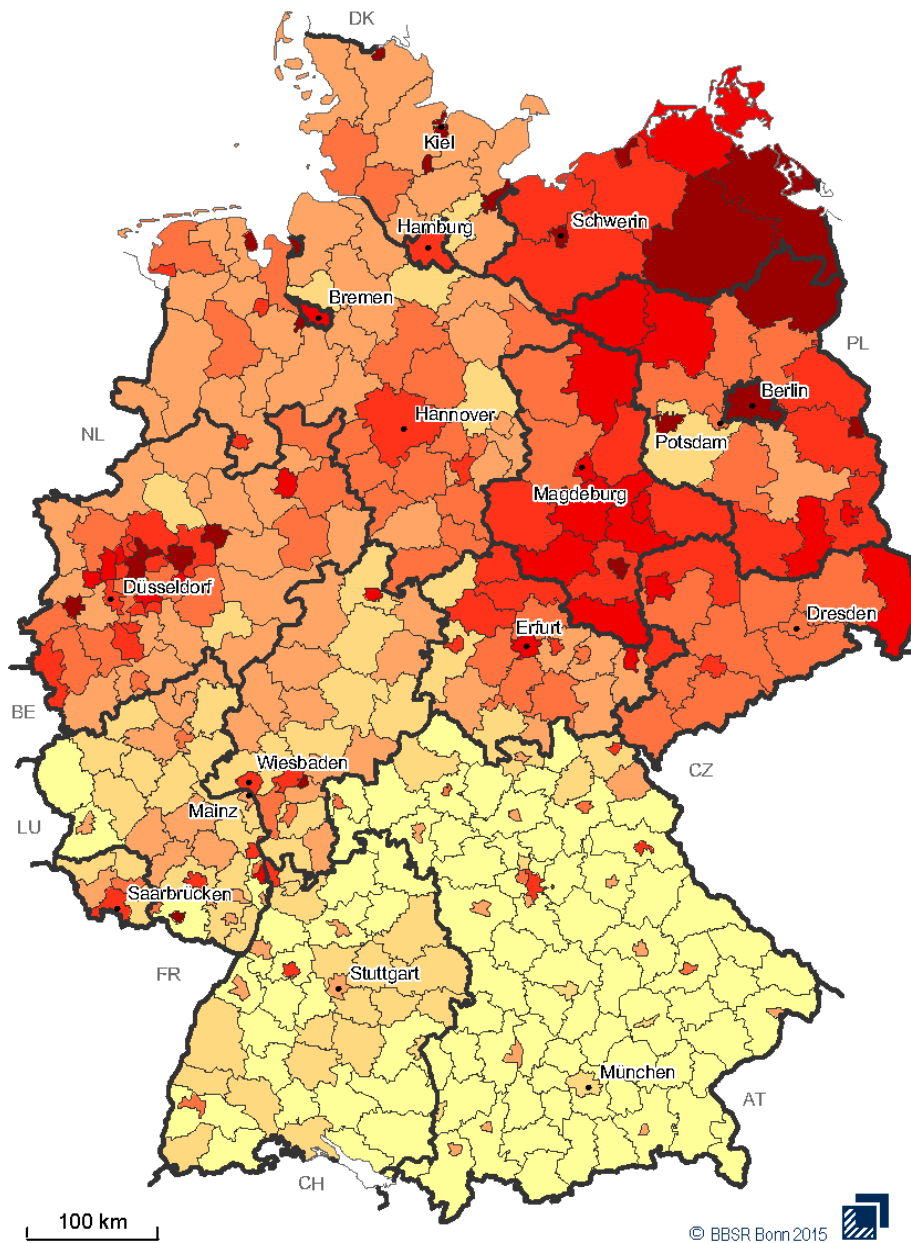 DK
Kiel
Hamburg
Schwerin
Bremen
PL
Berlin
Hannover
NL
Potsdam
Magdeburg
Düsseldorf
Dresden
Erfurt
BE
Wiesbaden
CZ
Mainz
LU
Saarbrücken
FR
Stuttgart
München
AT
CH
100 km
© BBSR Bonn 2015